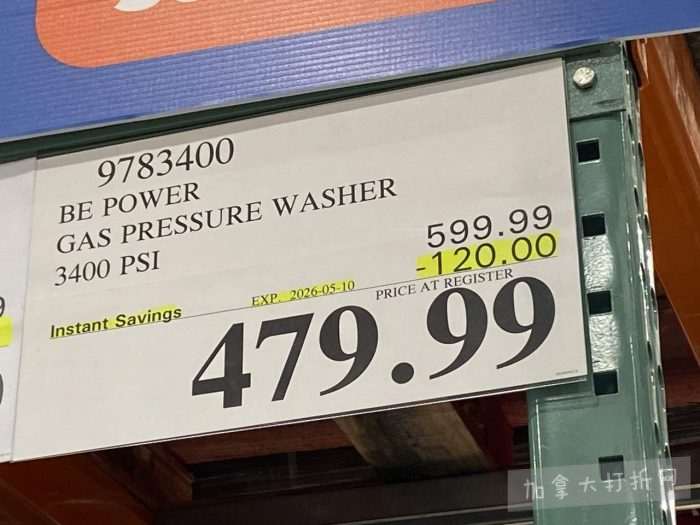 9783400
BE POWER
GAS PRESSURE WASHER
3400 PSI
599.99
-120.00
Instant Savings
EXP. 2026-05-10
PRICE AT REGISTER
479.99
加拿大打折网